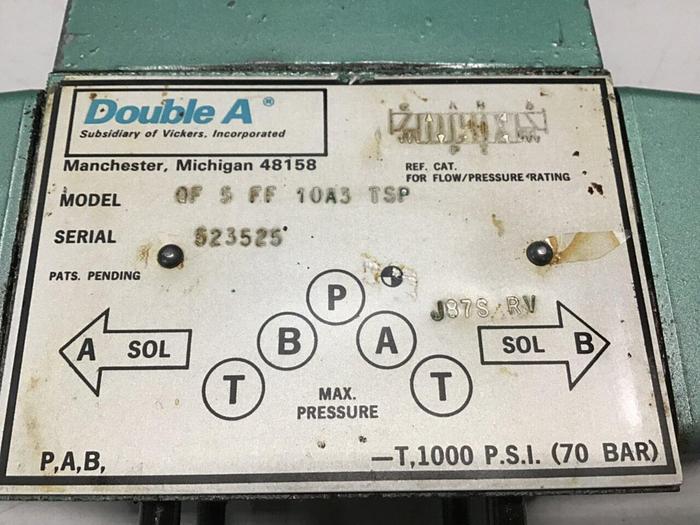 Double A ®
Subsidiary of Vickers, Incorporated
Manchester, Michigan 48158
REF. CAT.
FOR FLOW/PRESSURE RATING
MODEL QF 5 FF 10A3 TSP
SERIAL 523525
PATS. PENDING
J87S RV
P
B A
A SOL
SOL B
T T
MAX.
PRESSURE
P,A,B, —T,1000 P.S.I. (70 BAR)